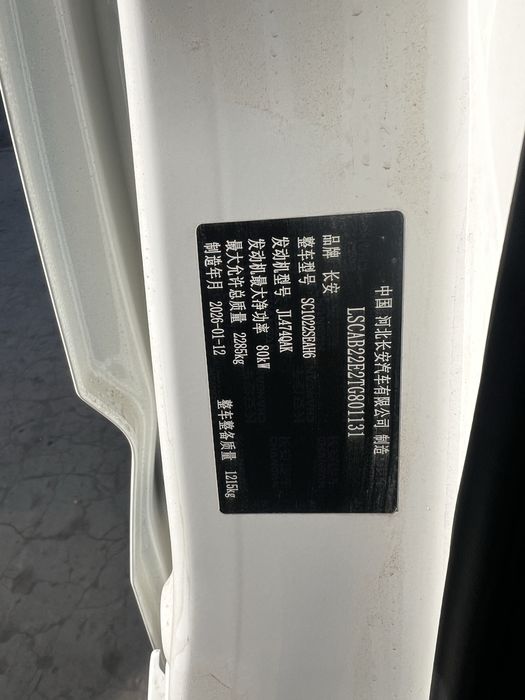 中国 河北长安汽车有限公司 制造
LSCAB22E2TG801131
品牌 长安
整车型号 SC1022SEAH6
发动机型号 JL474QAK
发动机最大净功率 80kW
最大允许总质量 2285kg 整车整备质量 1215kg
制造年月 2026-01-12